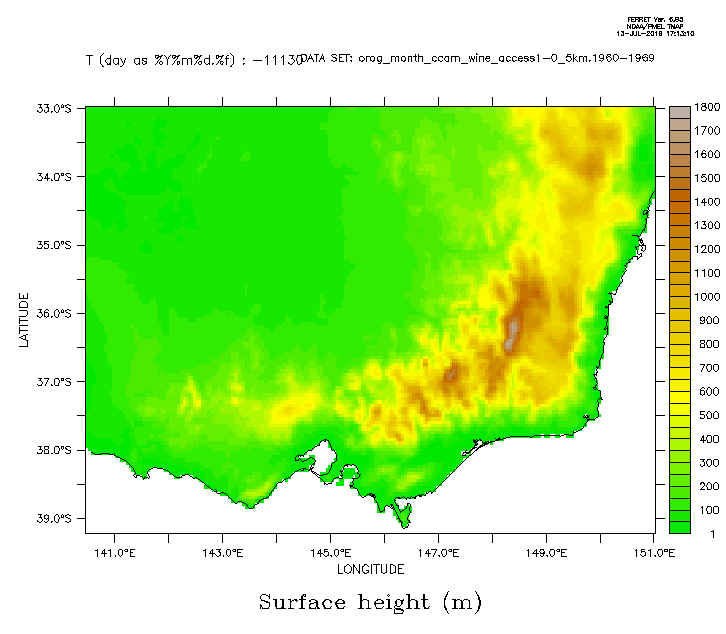 FERRET Ver. 6.93
NOAA/PMEL TMAP
13-JUL-2018 17:13:10
T (day as %Y%m%d.%f) : -11130
DATA SET: orog_month_ccam_wine_access1-0_5km.1960-1969
33.0°S
34.0°S
35.0°S
36.0°S
37.0°S
38.0°S
39.0°S
LATITUDE
141.0°E 143.0°E 145.0°E 147.0°E 149.0°E 151.0°E
LONGITUDE
1800
1700
1600
1500
1400
1300
1200
1100
1000
900
800
700
600
500
400
300
200
100
1
Surface height (m)